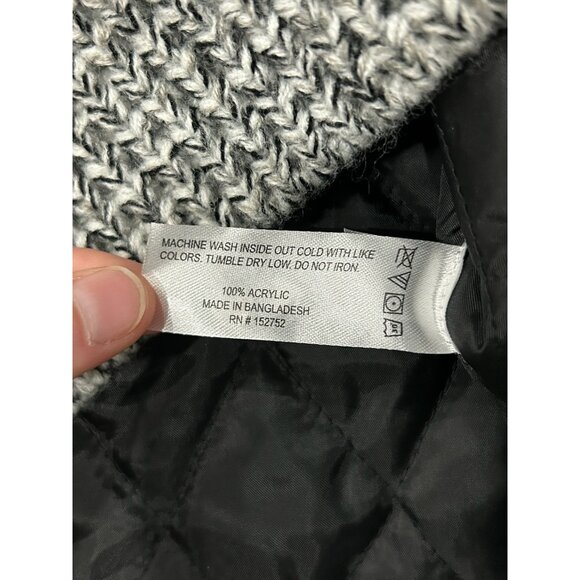 MACHINE WASH INSIDE OUT COLD WITH LIKE
COLORS. TUMBLE DRY LOW. DO NOT IRON.
100% ACRYLIC
MADE IN BANGLADESH
RN # 152752